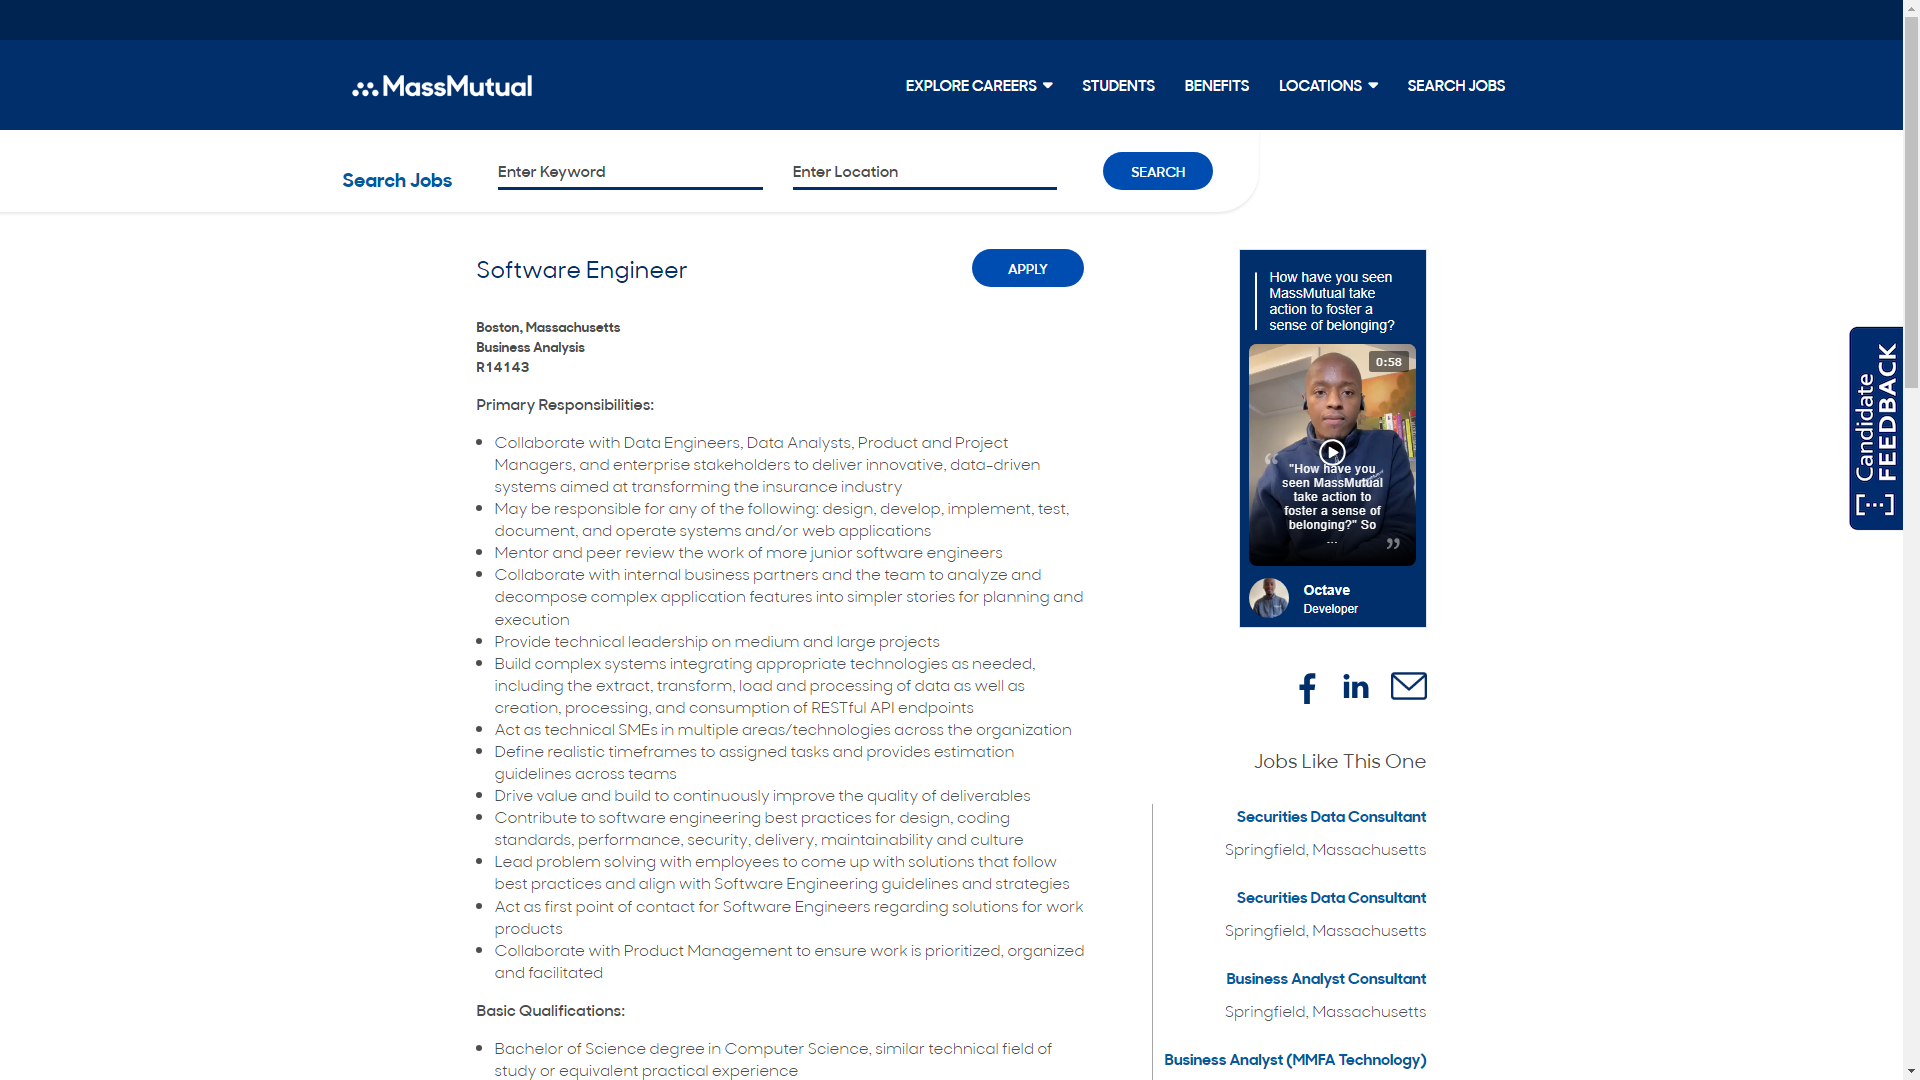 MassMutual
EXPLORE CAREERS
STUDENTS
BENEFITS
LOCATIONS
SEARCH JOBS
Search Jobs
Enter Keyword
Enter Location
SEARCH
Software Engineer
APPLY
Boston, Massachusetts
Business Analysis
R14143
Primary Responsibilities:
Collaborate with Data Engineers, Data Analysts, Product and Project
Managers, and enterprise stakeholders to deliver innovative, data-driven
systems aimed at transforming the insurance industry
May be responsible for any of the following: design, develop, implement, test,
document, and operate systems and/or web applications
Mentor and peer review the work of more junior software engineers
Collaborate with internal business partners and the team to analyze and
decompose complex application features into simpler stories for planning and
execution
Provide technical leadership on medium and large projects
Build complex systems integrating appropriate technologies as needed,
including the extract, transform, load and processing of data as well as
creation, processing, and consumption of RESTful API endpoints
Act as technical SMEs in multiple areas/technologies across the organization
Define realistic timeframes to assigned tasks and provides estimation
guidelines across teams
Drive value and build to continuously improve the quality of deliverables
Contribute to software engineering best practices for design, coding
standards, performance, security, delivery, maintainability and culture
Lead problem solving with employees to come up with solutions that follow
best practices and align with Software Engineering guidelines and strategies
Act as first point of contact for Software Engineers regarding solutions for work
products
Collaborate with Product Management to ensure work is prioritized, organized
and facilitated
Basic Qualifications:
Bachelor of Science degree in Computer Science, similar technical field of
study or equivalent practical experience
How have you seen
MassMutual take
action to foster a
sense of belonging?
0:58
"How have you
seen MassMutual
take action to
foster a sense of
belonging?" So
...
Octave
Developer
Jobs Like This One
Securities Data Consultant
Springfield, Massachusetts
Securities Data Consultant
Springfield, Massachusetts
Business Analyst Consultant
Springfield, Massachusetts
Business Analyst (MMFA Technology)
Candidate
FEEDBACK